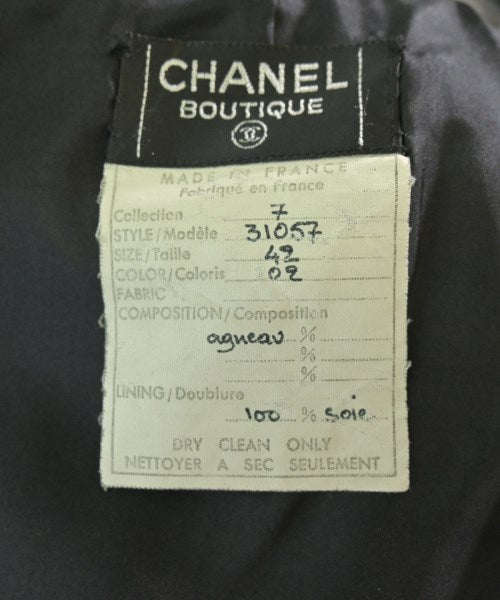 CHANEL
BOUTIQUE
MADE IN FRANCE
Fabriqué en France
Collection 7
STYLE/Modèle 31057
SIZE/Taille 42
COLOR/Coloris 02
FABRIC
COMPOSITION/Composition
agneau %
%
%
LINING/Doublure
100 % soie
DRY CLEAN ONLY
NETTOYER A SEC SEULEMENT